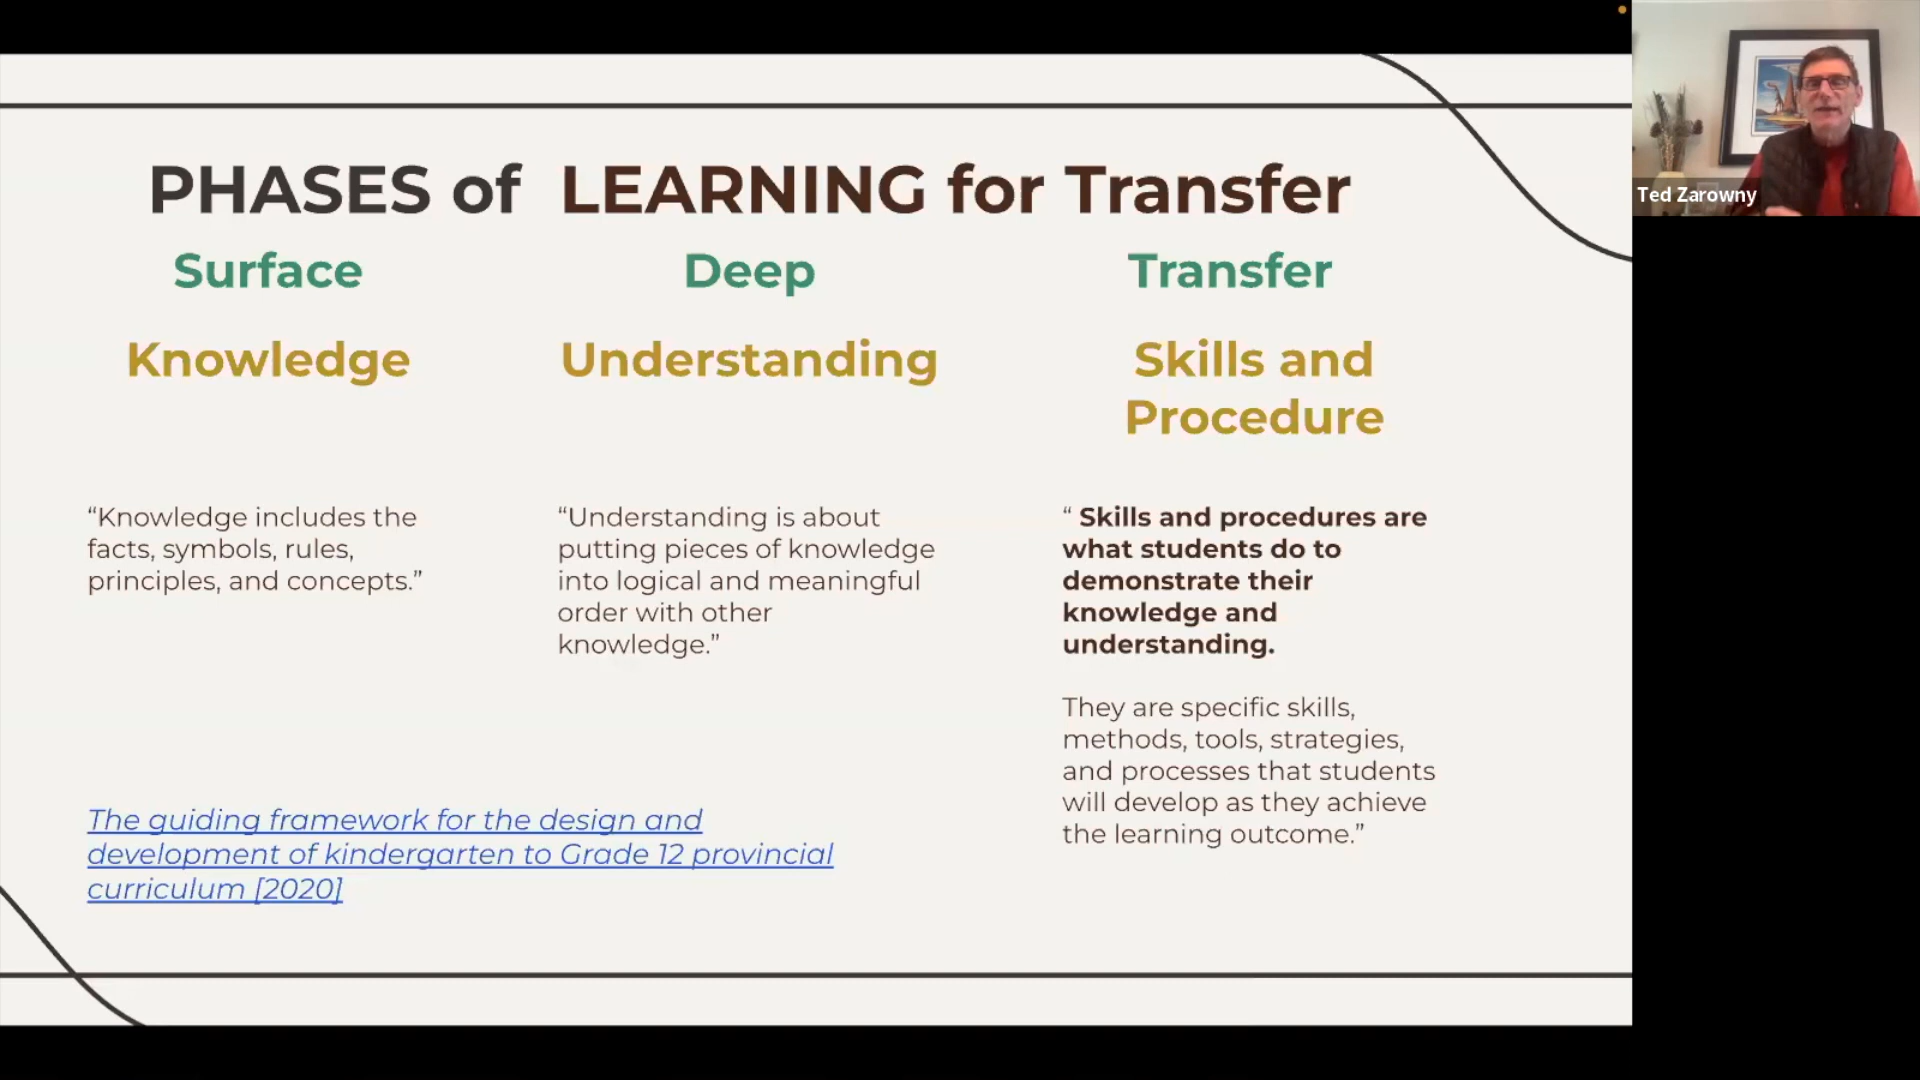 PHASES of LEARNING for Transfer
Surface
Knowledge
“Knowledge includes the
facts, symbols, rules,
principles, and concepts.”
Deep
Understanding
“Understanding is about
putting pieces of knowledge
into logical and meaningful
order with other
knowledge.”
Transfer
Skills and
Procedure
“ Skills and procedures are
what students do to
demonstrate their
knowledge and
understanding.
They are specific skills,
methods, tools, strategies,
and processes that students
will develop as they achieve
the learning outcome.”
The guiding framework for the design and
development of kindergarten to Grade 12 provincial
curriculum [2020]
Ted Zarowny